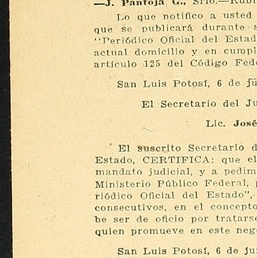 —J. Pantoja G., Srio.—Rúbri
Lo que notifico a usted
que se publicará durante s
"Periódico Oficial del Estad
actual domicilio y en cumpl
artículo 125 del Código Fede
San Luis Potosí, 6 de ju
El Secretario del Ju
Lic. José
El suscrito Secretario d
Estado, CERTIFICA: que el
mandato judicial, y a pedim
Ministerio Público Federal, p
riódico Oficial del Estado",
consecutivos, en el concepto
be ser de oficio por tratarse
quien promueve en este neg
San Luis Potosí, 6 de ju